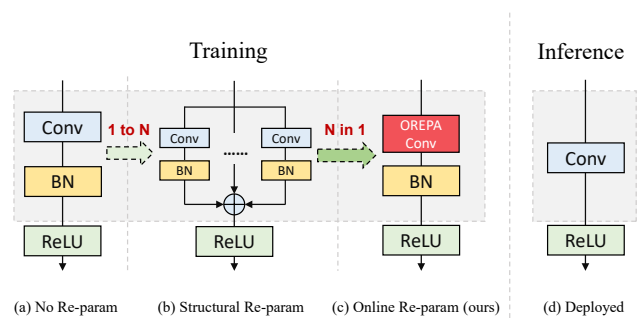 Training
Inference
Conv
BN
ReLU
1 to N
Conv
BN
......
Conv
BN
ReLU
N in 1
OREPA
Conv
BN
ReLU
Conv
ReLU
(a) No Re-param
(b) Structural Re-param
(c) Online Re-param (ours)
(d) Deployed